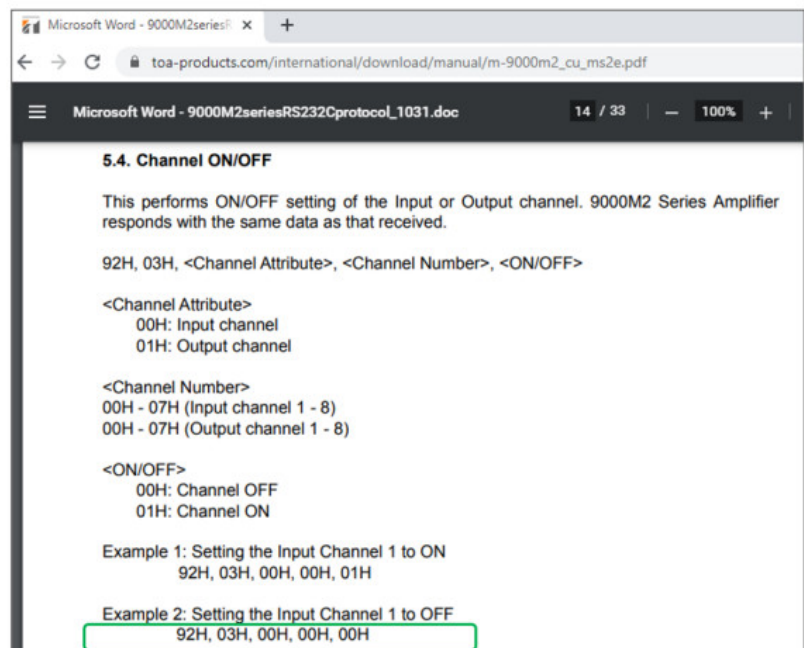 Microsoft Word - 9000M2seriesR
toa-products.com/international/download/manual/m-9000m2_cu_ms2e.pdf
Microsoft Word - 9000M2seriesRS232Cprotocol_1031.doc 14 / 33 100%
5.4. Channel ON/OFF
This performs ON/OFF setting of the Input or Output channel. 9000M2 Series Amplifier
responds with the same data as that received.
92H, 03H, <Channel Attribute>, <Channel Number>, <ON/OFF>
<Channel Attribute>
00H: Input channel
01H: Output channel
<Channel Number>
00H - 07H (Input channel 1 - 8)
00H - 07H (Output channel 1 - 8)
<ON/OFF>
00H: Channel OFF
01H: Channel ON
Example 1: Setting the Input Channel 1 to ON
92H, 03H, 00H, 00H, 01H
Example 2: Setting the Input Channel 1 to OFF
92H, 03H, 00H, 00H, 00H